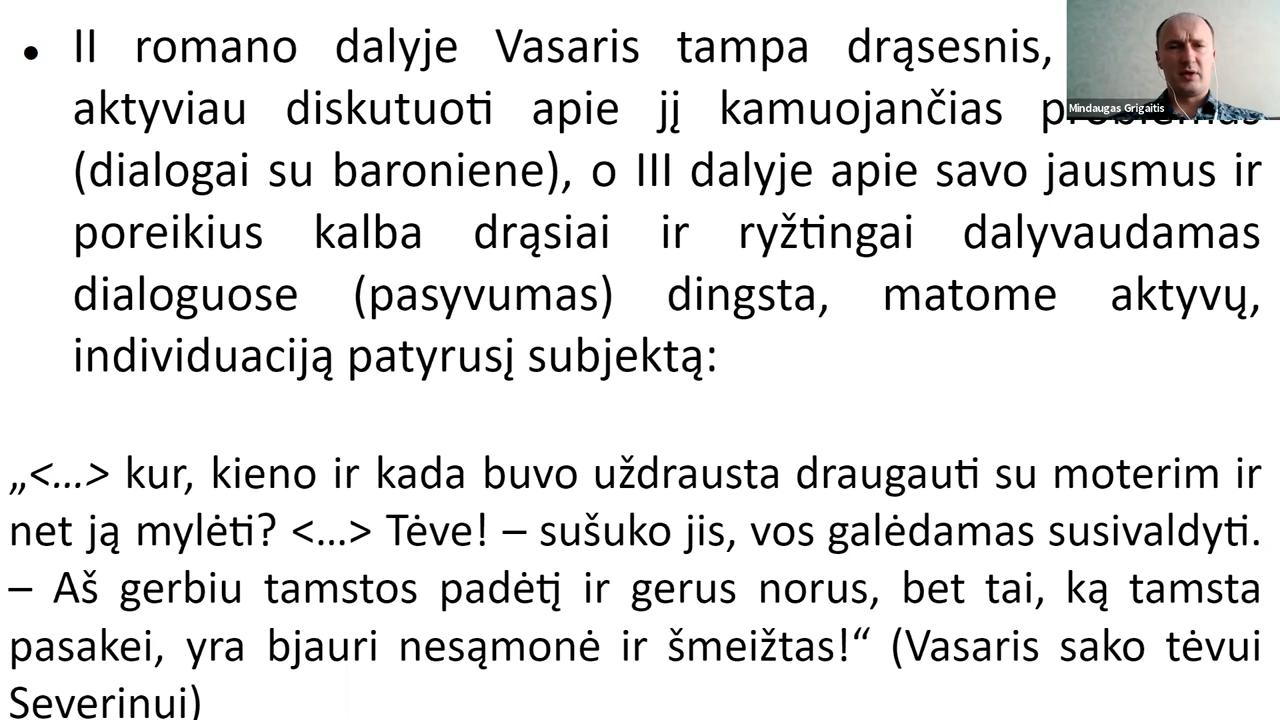 • II romano dalyje Vasaris tampa drąsesnis,
aktyviau diskutuoti apie jį kamuojančias
(dialogai su baroniene), o III dalyje apie savo jausmus ir
poreikius kalba drąsiai ir ryžtingai dalyvaudamas
dialoguose (pasyvumas) dingsta, matome aktyvų,
individuaciją patyrusį subjektą:
„<...> kur, kieno ir kada buvo uždrausta draugauti su moterim ir
net ją mylėti? <...> Tėve! – sušuko jis, vos galėdamas susivaldyti.
– Aš gerbiu tamstos padėtį ir gerus norus, bet tai, ką tamsta
pasakei, yra bjauri nesąmonė ir šmeižtas!“ (Vasaris sako tėvui
Severinui)
Mindaugas Grigaitis